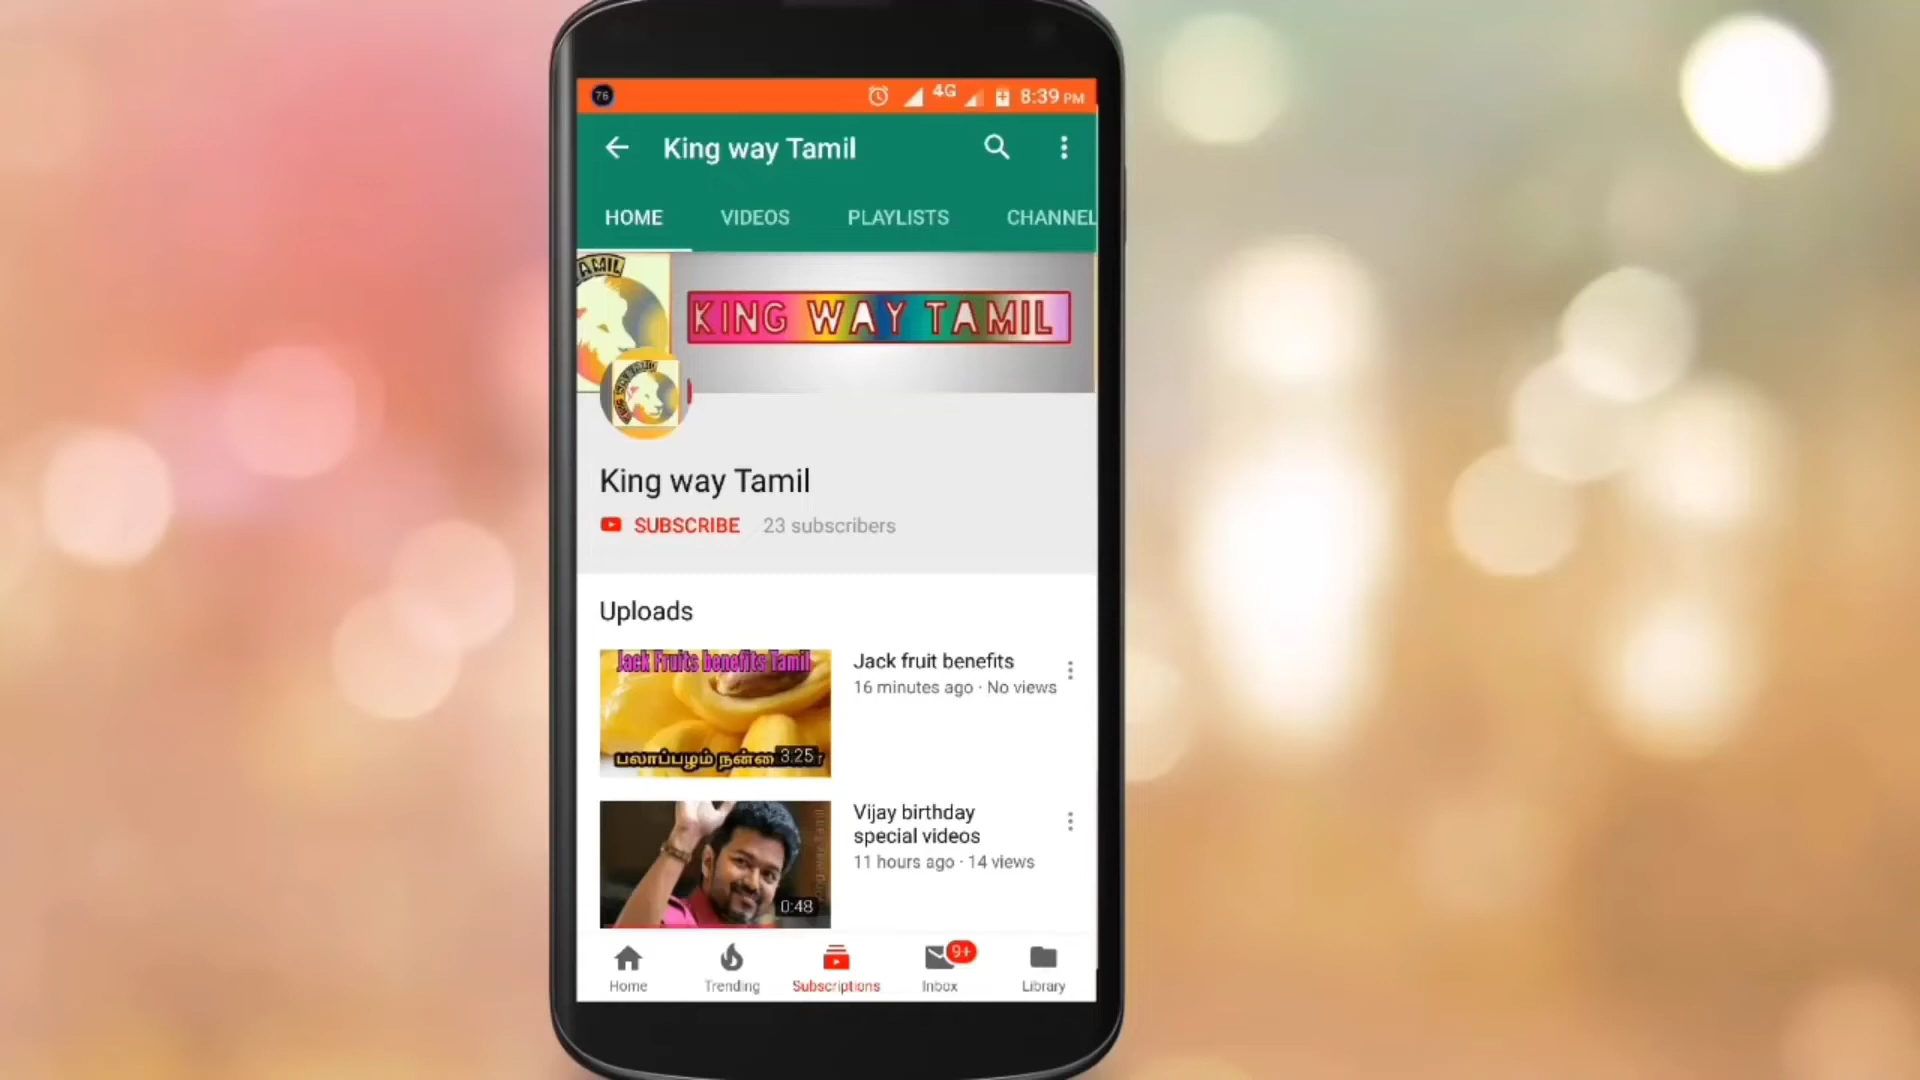 76 4G 8:39 PM
King way Tamil
HOME VIDEOS PLAYLISTS CHANNEL
TAMIL
KING WAY TAMIL
King way Tamil
SUBSCRIBE 23 subscribers
Uploads
Jack Fruits benefits Tamil
பலாப்பழம்
3:25
Jack fruit benefits
16 minutes ago · No views
0:48
Vijay birthday
special videos
11 hours ago · 14 views
9+
Home Trending Subscriptions Inbox Library